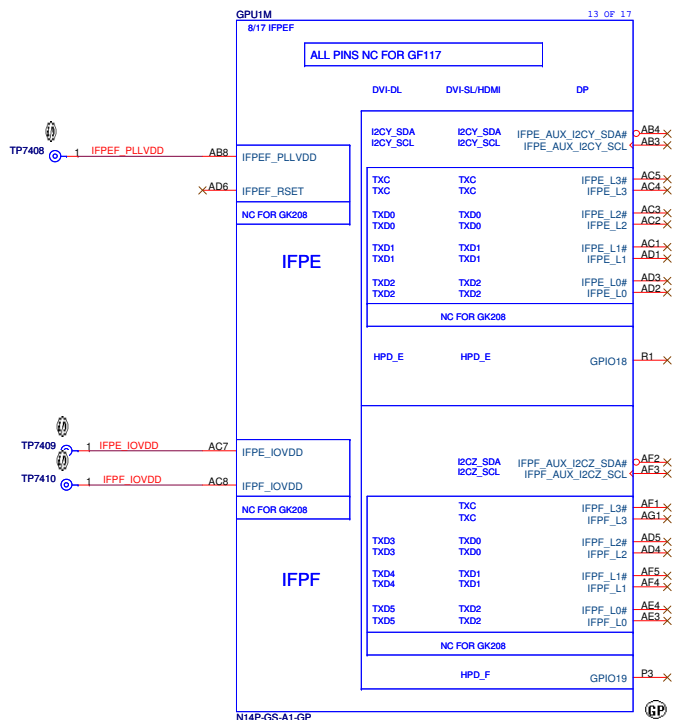 GPU1M 13 OF 17
8/17 IFPEF
ALL PINS NC FOR GF117
DVI-DL DVI-SL/HDMI DP
I2CY_SDA I2CY_SDA IFPE_AUX_I2CY_SDA# AB4
I2CY_SCL I2CY_SCL IFPE_AUX_I2CY_SCL AB3
TP7408 1 IFPEF_PLLVDD AB8 IFPEF_PLLVDD
AD6 IFPEF_RSET
NC FOR GK208
TXC TXC IFPE_L3# AC5
TXC TXC IFPE_L3 AC4
TXD0 TXD0 IFPE_L2# AC3
TXD0 TXD0 IFPE_L2 AC2
TXD1 TXD1 IFPE_L1# AC1
TXD1 TXD1 IFPE_L1 AD1
IFPE
TXD2 TXD2 IFPE_L0# AD3
TXD2 TXD2 IFPE_L0 AD2
NC FOR GK208
HPD_E HPD_E GPIO18 R1
TP7409 1 IFPE_IOVDD AC7 IFPE_IOVDD
I2CZ_SDA IFPF_AUX_I2CZ_SDA# AF2
I2CZ_SCL IFPF_AUX_I2CZ_SCL AF3
TP7410 1 IFPF_IOVDD AC8 IFPF_IOVDD
NC FOR GK208
TXC IFPF_L3# AF1
TXC IFPF_L3 AG1
TXD3 TXD0 IFPF_L2# AD5
TXD3 TXD0 IFPF_L2 AD4
IFPF
TXD4 TXD1 IFPF_L1# AF5
TXD4 TXD1 IFPF_L1 AF4
TXD5 TXD2 IFPF_L0# AE4
TXD5 TXD2 IFPF_L0 AE3
NC FOR GK208
HPD_F GPIO19 P3
GP
N14P-GS-A1-GP